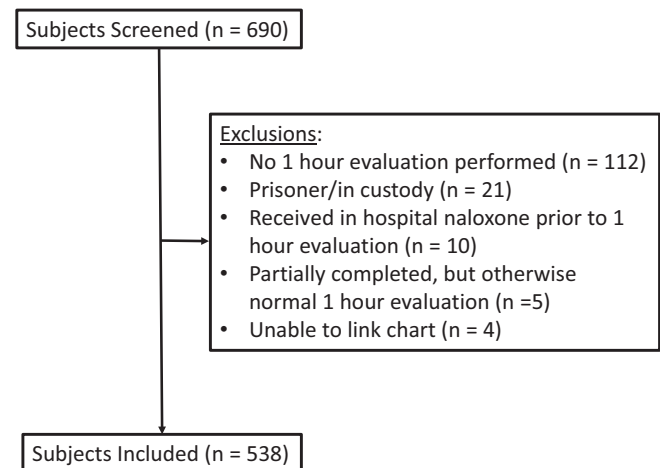 Subjects Screened (n = 690)
Exclusions:
• No 1 hour evaluation performed (n = 112)
• Prisoner/in custody (n = 21)
• Received in hospital naloxone prior to 1
hour evaluation (n = 10)
• Partially completed, but otherwise
normal 1 hour evaluation (n =5)
• Unable to link chart (n = 4)
Subjects Included (n = 538)